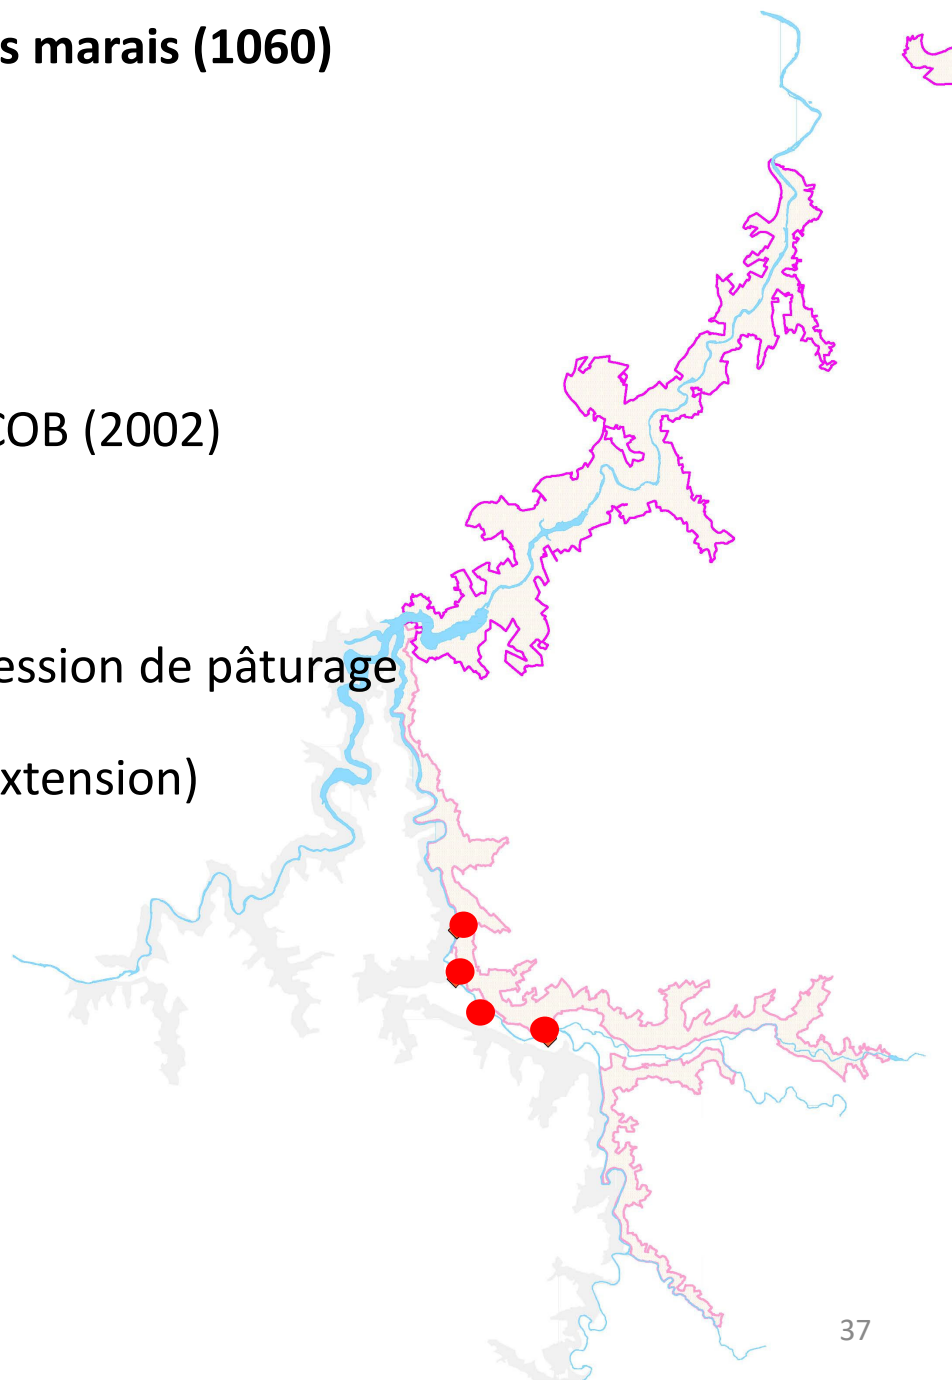 s marais (1060)
COB (2002)
ession de pâturage
xtension)
37